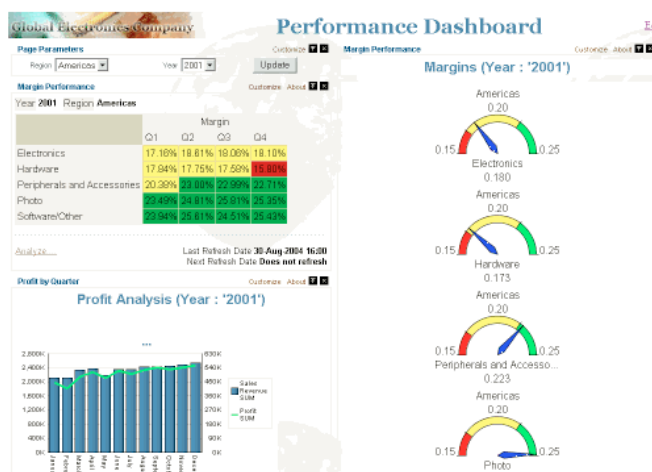 Global Electronics Company
Performance Dashboard
Page Parameters
Customize
Region Americas Year 2001 Update
Margin Performance
Customize About
Year 2001 Region Americas
Margin
Q1 Q2 Q3 Q4
Electronics 17.16% 18.61% 18.06% 18.10%
Hardware 17.84% 17.75% 17.58% 15.80%
Peripherals and Accessories 20.38% 23.00% 22.99% 22.71%
Photo 23.49% 24.81% 25.81% 25.35%
Software/Other 23.94% 25.61% 24.51% 25.43%
Analyze...
Last Refresh Date 30-Aug-2004 16:00
Next Refresh Date Does not refresh
Profit by Quarter
Customize About
Profit Analysis (Year : '2001')
...
2,800K
2,400K
2,000K
1,600K
1,200K
800K
400K
0K
630K
540K
450K
360K
270K
180K
90K
0K
Sales
Revenue
SUM
Profit
SUM
Margin Performance
Customize About
Margins (Year : '2001')
Americas
0.20
0.15 0.25
Electronics
0.180
Americas
0.20
0.15 0.25
Hardware
0.173
Americas
0.20
0.15 0.25
Peripherals and Accesso...
0.223
Americas
0.20
0.15 0.25
Photo